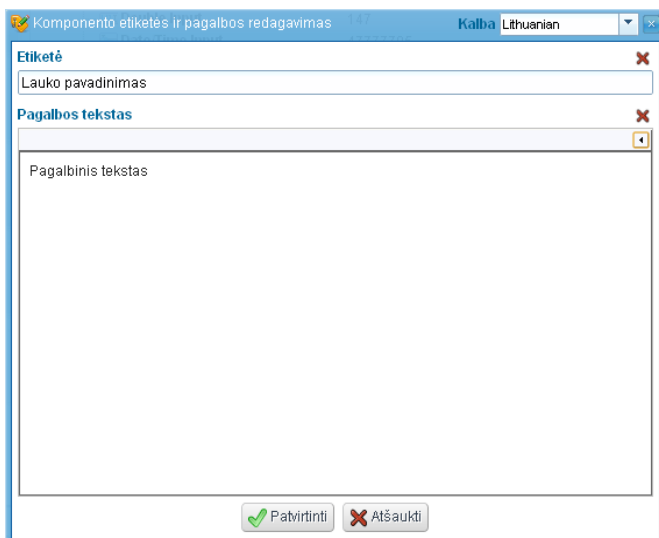 Komponento etiketės ir pagalbos redagavimas Kalba Lithuanian
Etiketė
Lauko pavadinimas
Pagalbos tekstas
Pagalbinis tekstas
Patvirtinti Atšaukti